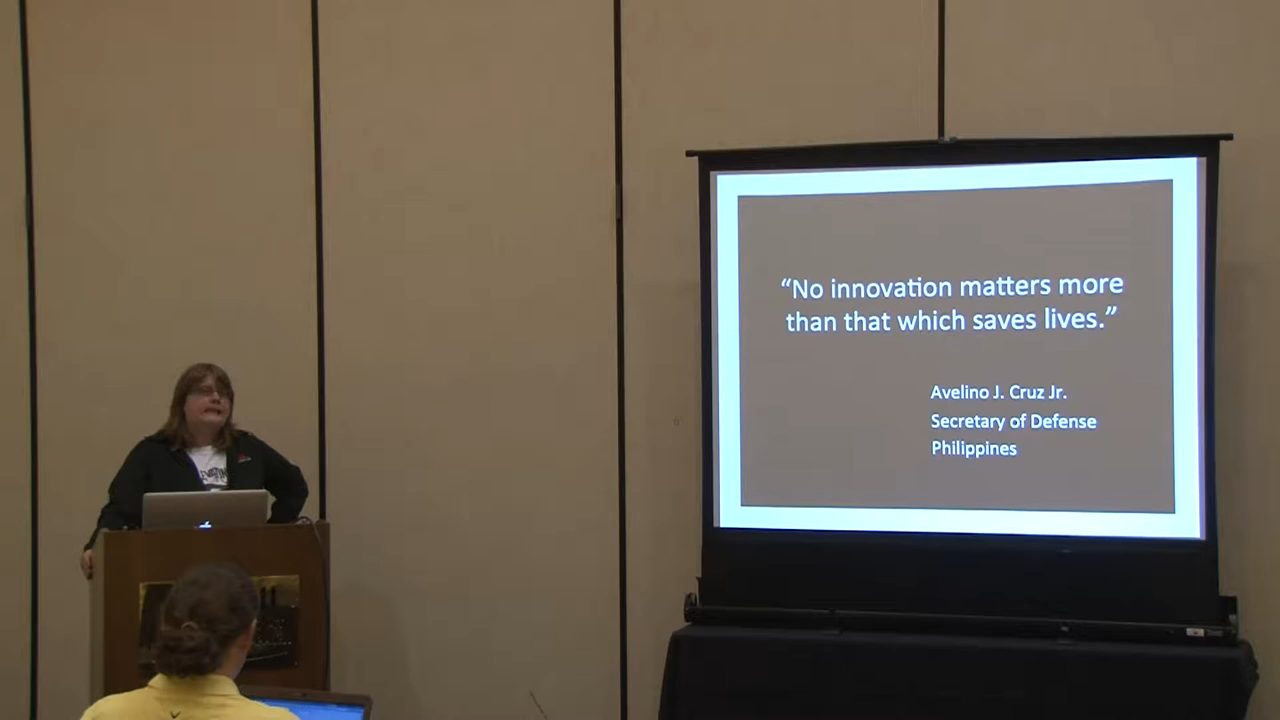 “No innovation matters more
than that which saves lives.”
Avelino J. Cruz Jr.
Secretary of Defense
Philippines